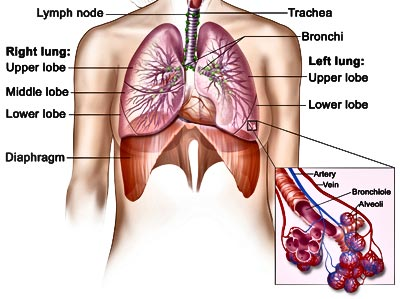 Lymph node
Trachea
Bronchi
Right lung:
Upper lobe
Middle lobe
Lower lobe
Diaphragm
Left lung:
Upper lobe
Lower lobe
Artery
Vein
Bronchiole
Alveoli